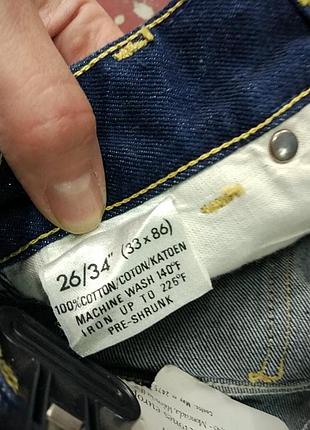 26/34" (33x86)
100%COTTON/COTON/KATOEN
MACHINE WASH 140°F
IRON UP TO 225°F
PRE-SHRUNK